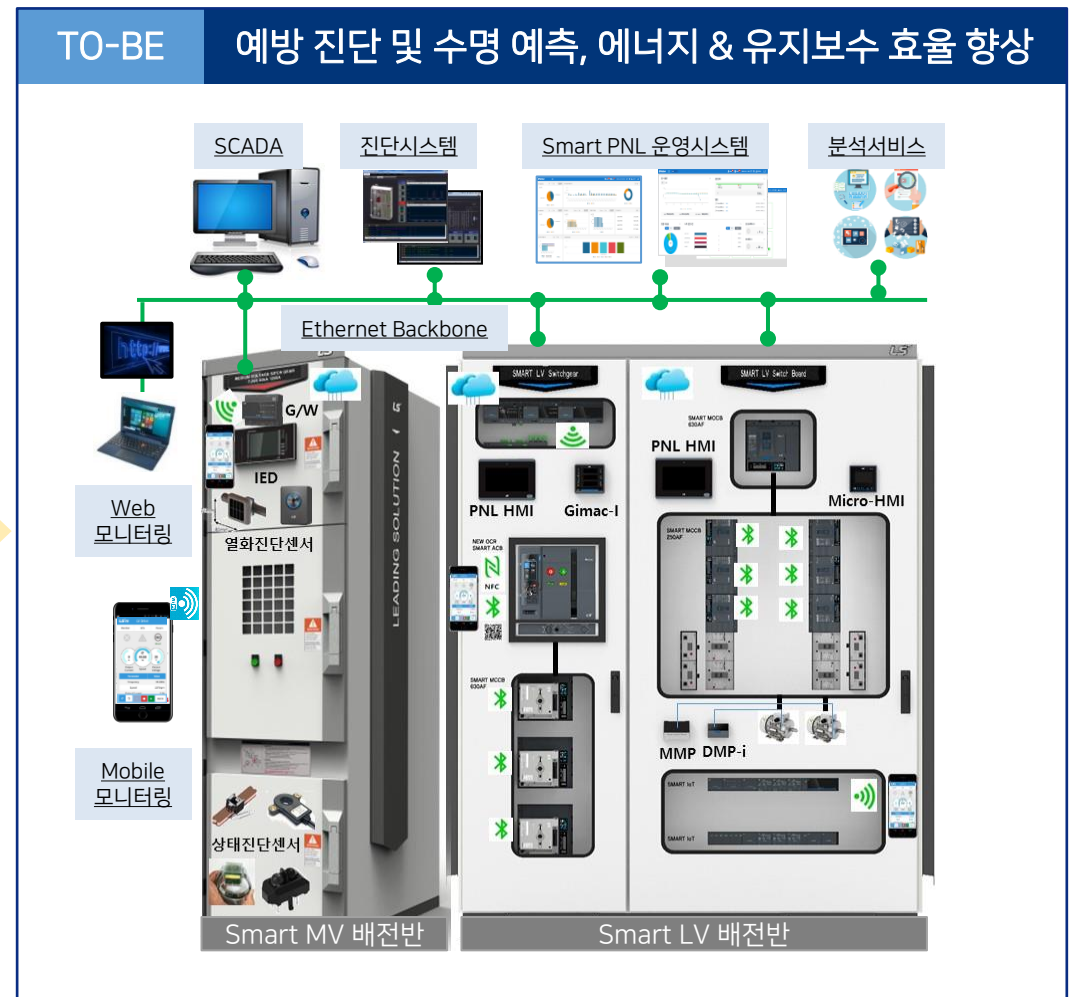 TO-BE
예방 진단 및 수명 예측, 에너지 & 유지보수 효율 향상
SCADA
진단시스템
Smart PNL 운영시스템
분석서비스
Ethernet Backbone
http://
Web
모니터링
Mobile
모니터링
G/W
IED
열화진단센서
LEADING SOLUTION
상태진단센서
Smart MV 배전반
LS
SMART LV Switchgear
PNL HMI
Gimac-I
NEW OCR
SMART ACB
NFC
SMART MCCB
630AF
SMART LV Switch Board
SMART MCCB
630AF
PNL HMI
Micro-HMI
SMART MCCB
250AF
MMP
DMP-i
SMART IoT
SMART IoT
Smart LV 배전반